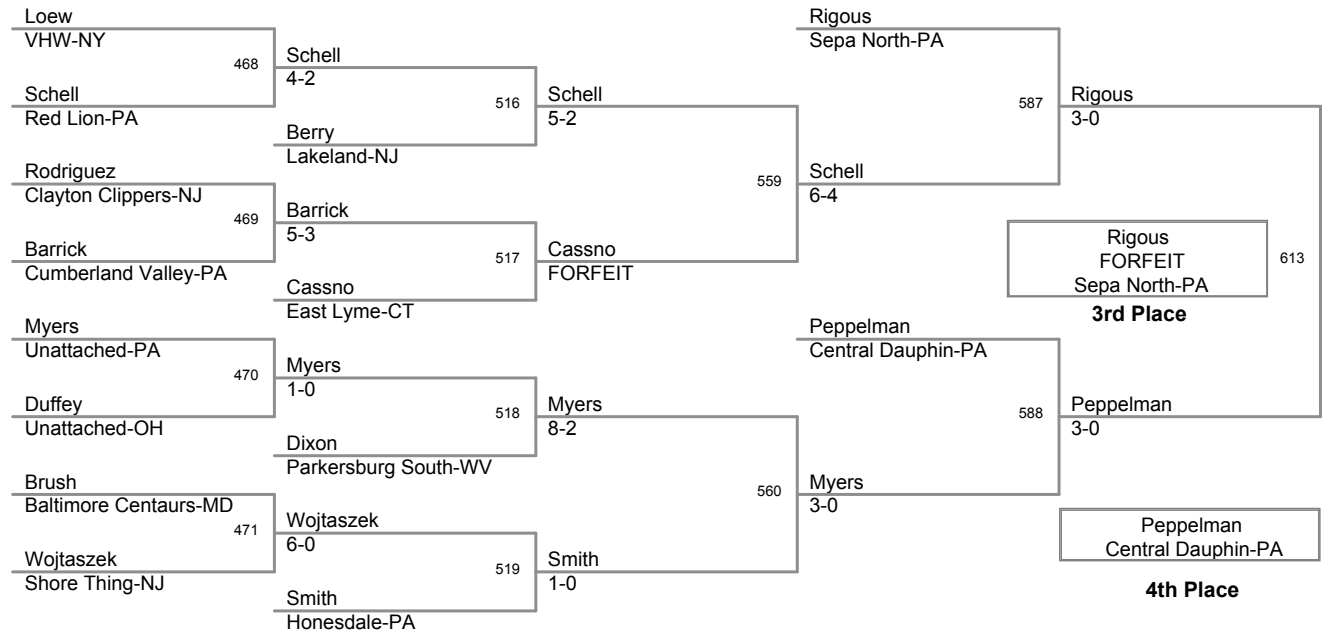 Loew
VHW-NY
468
Schell
Red Lion-PA
Schell
4-2
516
Berry
Lakeland-NJ
Schell
5-2
Rodriguez
Clayton Clippers-NJ
469
Barrick
Cumberland Valley-PA
Barrick
5-3
517
Cassno
East Lyme-CT
Cassno
FORFEIT
559
Schell
6-4
Rigous
Sepa North-PA
587
Rigous
3-0
Myers
Unattached-PA
470
Duffey
Unattached-OH
Myers
1-0
518
Dixon
Parkersburg South-WV
Myers
8-2
Brush
Baltimore Centaurs-MD
471
Wojtaszek
Shore Thing-NJ
Wojtaszek
6-0
519
Smith
Honesdale-PA
Smith
1-0
560
Myers
3-0
Peppelman
Central Dauphin-PA
588
Peppelman
3-0
613
Rigous
FORFEIT
Sepa North-PA
3rd Place
Peppelman
Central Dauphin-PA
4th Place